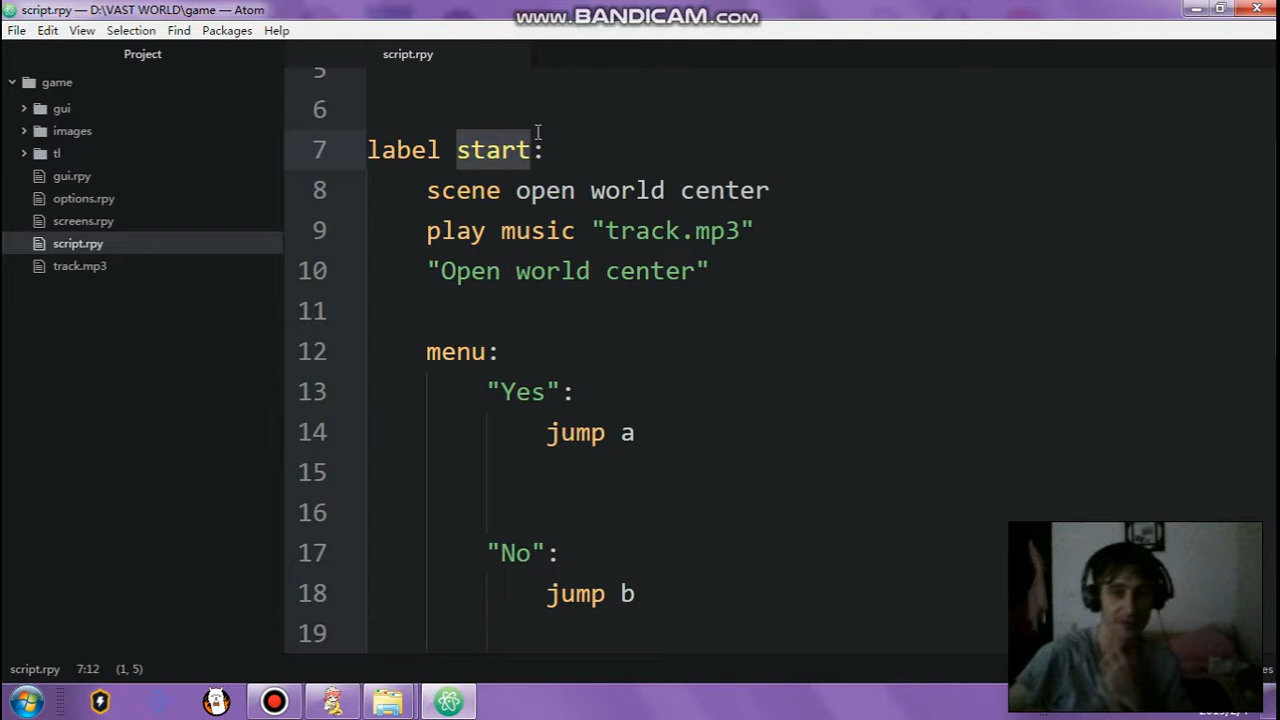 script.rpy — D:\VAST WORLD\game — Atom
www.BANDICAM.com
File Edit View Selection Find Packages Help
Project
script.rpy
game
gui
images
tl
gui.rpy
options.rpy
screens.rpy
script.rpy
track.mp3
5
6
7 label start:
8 scene open world center
9 play music "track.mp3"
10 "Open world center"
11
12 menu:
13 "Yes":
14 jump a
15
16
17 "No":
18 jump b
19
script.rpy 7:12 (1, 5)